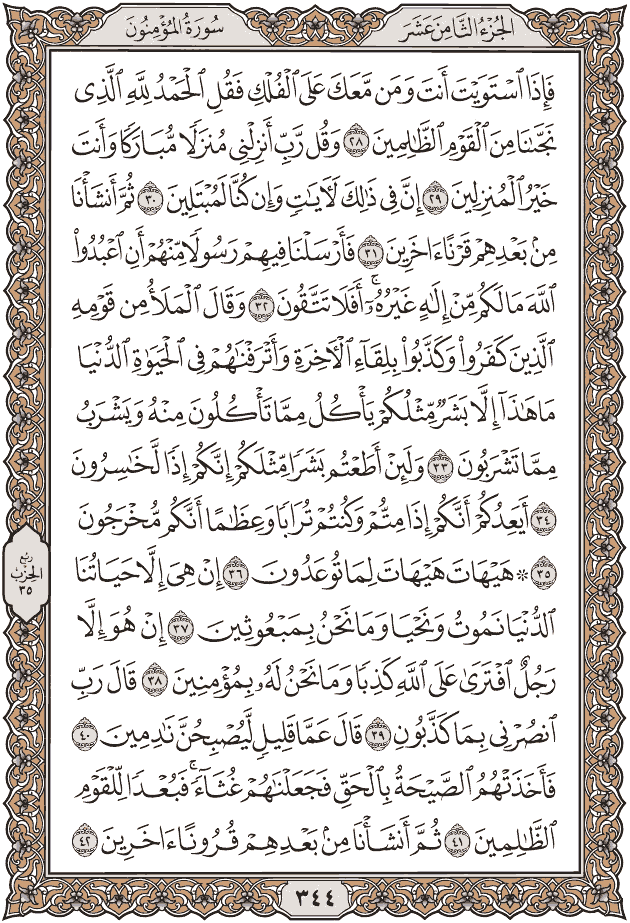 الجزء الثامن عشر
سورة المؤمنون
فَإِذَا ٱسْتَوَيْتَ أَنتَ وَمَن مَّعَكَ عَلَى ٱلْفُلْكِ فَقُلِ ٱلْحَمْدُ لِلَّهِ ٱلَّذِى
نَجَّىٰنَا مِنَ ٱلْقَوْمِ ٱلظَّٰلِمِينَ ٢٨ وَقُل رَّبِّ أَنزِلْنِى مُنزَلًا مُّبَارَكًا وَأَنتَ
خَيْرُ ٱلْمُنزِلِينَ ٢٩ إِنَّ فِى ذَٰلِكَ لَءَايَٰتٍ وَإِن كُنَّا لَمُبْتَلِينَ ٣٠ ثُمَّ أَنشَأْنَا
مِنۢ بَعْدِهِمْ قَرْنًا ءَاخَرِينَ ٣١ فَأَرْسَلْنَا فِيهِمْ رَسُولًا مِّنْهُمْ أَنِ ٱعْبُدُوا۟
ٱللَّهَ مَا لَكُم مِّنْ إِلَٰهٍ غَيْرُهُۥٓ ۚ أَفَلَا تَتَّقُونَ ٣٢ وَقَالَ ٱلْمَلَأُ مِن قَوْمِهِ
ٱلَّذِينَ كَفَرُوا۟ وَكَذَّبُوا۟ بِلِقَآءِ ٱلْءَاخِرَةِ وَأَتْرَفْنَٰهُمْ فِى ٱلْحَيَوٰةِ ٱلدُّنْيَا
مَا هَٰذَآ إِلَّا بَشَرٌ مِّثْلُكُمْ يَأْكُلُ مِمَّا تَأْكُلُونَ مِنْهُ وَيَشْرَبُ
مِمَّا تَشْرَبُونَ ٣٣ وَلَئِنْ أَطَعْتُم بَشَرًا مِّثْلَكُمْ إِنَّكُمْ إِذًا لَّخَٰسِرُونَ
٣٤ أَيَعِدُكُمْ أَنَّكُمْ إِذَا مِتُّمْ وَكُنتُمْ تُرَابًا وَعِظَٰمًا أَنَّكُم مُّخْرَجُونَ
٣٥ * هَيْهَاتَ هَيْهَاتَ لِمَا تُوعَدُونَ ٣٦ إِنْ هِىَ إِلَّا حَيَاتُنَا
ٱلدُّنْيَا نَمُوتُ وَنَحْيَا وَمَا نَحْنُ بِمَبْعُوثِينَ ٣٧ إِنْ هُوَ إِلَّا
رَجُلٌ ٱفْتَرَىٰ عَلَى ٱللَّهِ كَذِبًا وَمَا نَحْنُ لَهُۥ بِمُؤْمِنِينَ ٣٨ قَالَ رَبِّ
ٱنصُرْنِى بِمَا كَذَّبُونِ ٣٩ قَالَ عَمَّا قَلِيلٍ لَّيُصْبِحُنَّ نَٰدِمِينَ ٤٠
فَأَخَذَتْهُمُ ٱلصَّيْحَةُ بِٱلْحَقِّ فَجَعَلْنَٰهُمْ غُثَآءً ۚ فَبُعْدًا لِّلْقَوْمِ
ٱلظَّٰلِمِينَ ٤١ ثُمَّ أَنشَأْنَا مِنۢ بَعْدِهِمْ قُرُونًا ءَاخَرِينَ ٤٢
ربع
الحزب
٣٥
٣٤٤